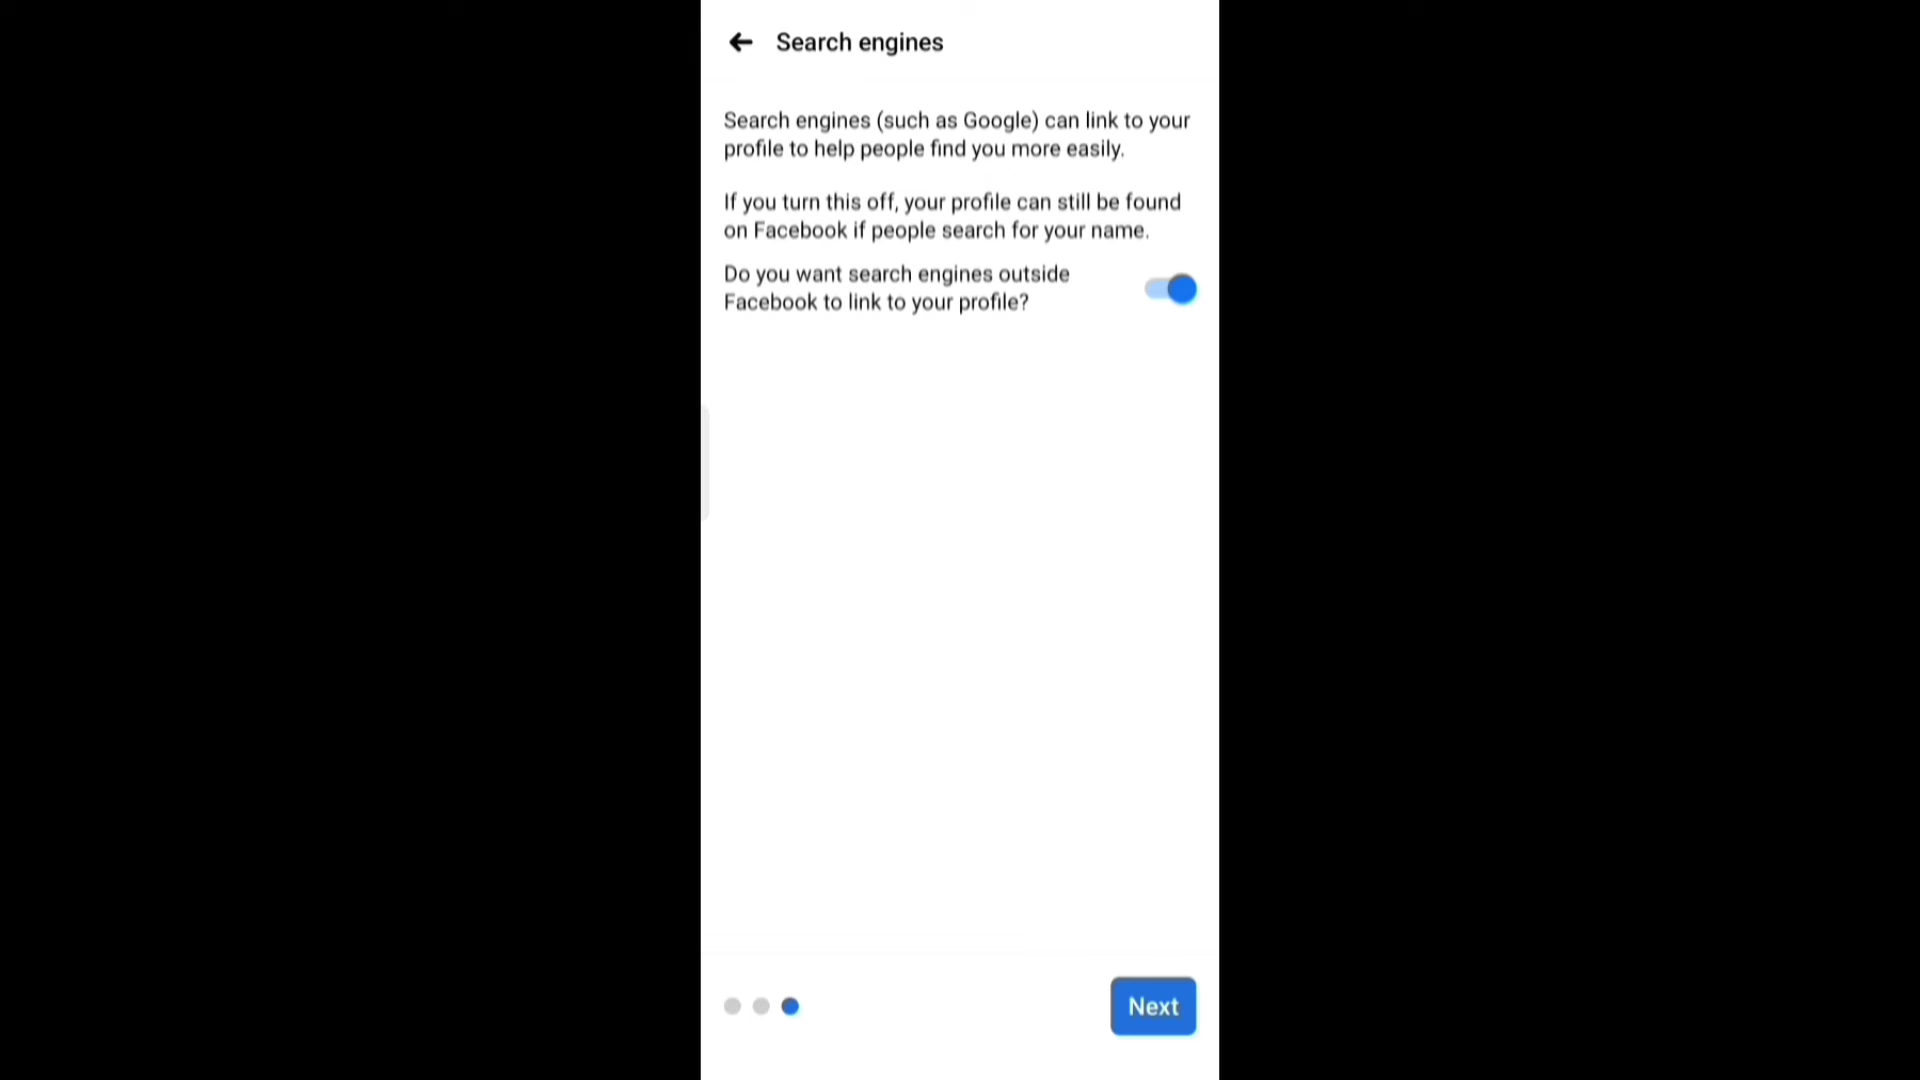 Search engines
Search engines (such as Google) can link to your
profile to help people find you more easily.
If you turn this off, your profile can still be found
on Facebook if people search for your name.
Do you want search engines outside
Facebook to link to your profile?
Next